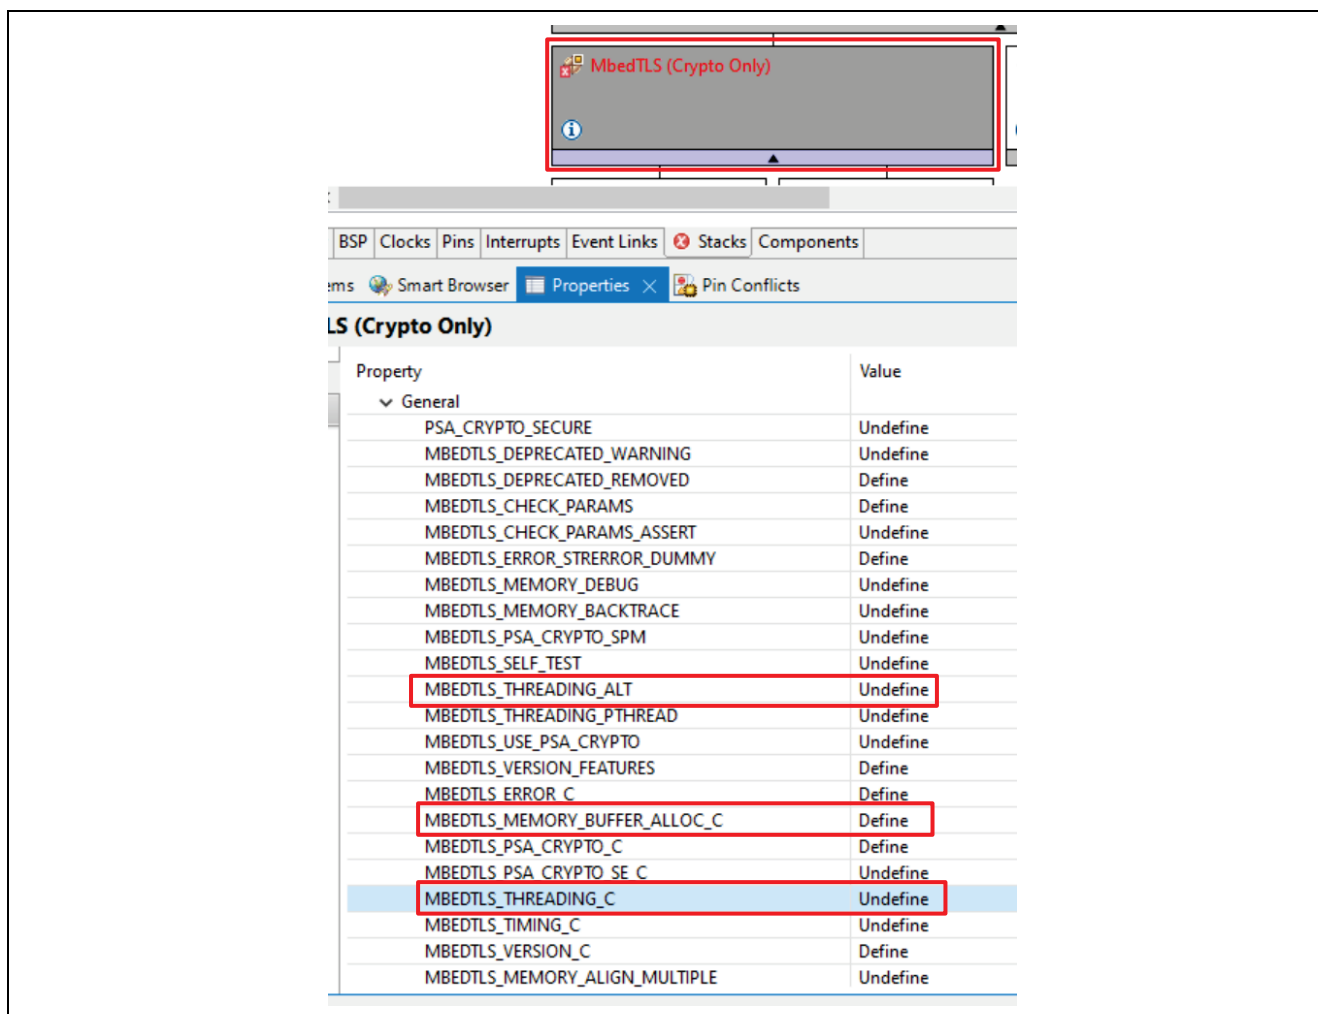 MbedTLS (Crypto Only)
BSP Clocks Pins Interrupts Event Links Stacks Components
ems Smart Browser Properties Pin Conflicts
LS (Crypto Only)
Property Value
General
PSA_CRYPTO_SECURE Undefine
MBEDTLS_DEPRECATED_WARNING Undefine
MBEDTLS_DEPRECATED_REMOVED Define
MBEDTLS_CHECK_PARAMS Define
MBEDTLS_CHECK_PARAMS_ASSERT Undefine
MBEDTLS_ERROR_STRERROR_DUMMY Define
MBEDTLS_MEMORY_DEBUG Undefine
MBEDTLS_MEMORY_BACKTRACE Undefine
MBEDTLS_PSA_CRYPTO_SPM Undefine
MBEDTLS_SELF_TEST Undefine
MBEDTLS_THREADING_ALT Undefine
MBEDTLS_THREADING_PTHREAD Undefine
MBEDTLS_USE_PSA_CRYPTO Undefine
MBEDTLS_VERSION_FEATURES Define
MBEDTLS_ERROR_C Define
MBEDTLS_MEMORY_BUFFER_ALLOC_C Define
MBEDTLS_PSA_CRYPTO_C Define
MBEDTLS_PSA_CRYPTO_SE_C Undefine
MBEDTLS_THREADING_C Undefine
MBEDTLS_TIMING_C Undefine
MBEDTLS_VERSION_C Define
MBEDTLS_MEMORY_ALIGN_MULTIPLE Undefine